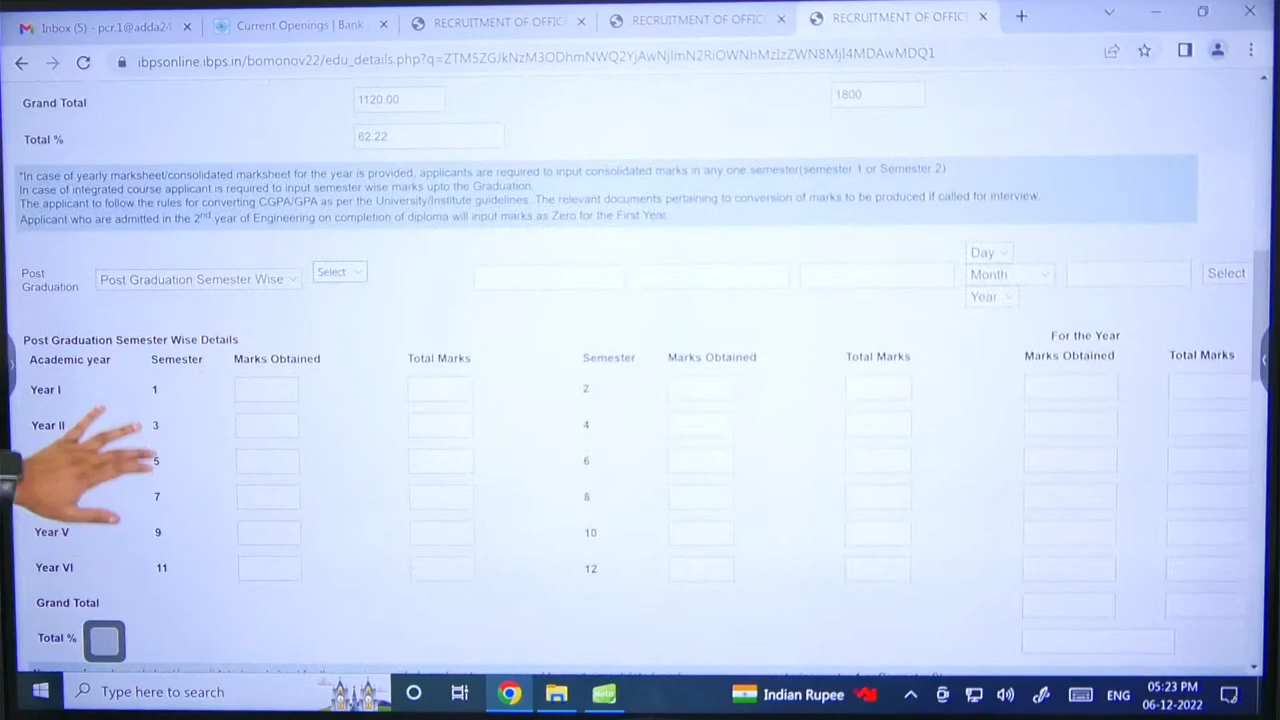 Inbox (5) - pcr.1@adda24
Current Openings | Bank
RECRUITMENT OF OFFIC
RECRUITMENT OF OFFIC
RECRUITMENT OF OFFIC
Grand Total 1120.00 1800
Total % 62.22
*In case of yearly marksheet/consolidated marksheet for the year is provided, applicants are required to input consolidated marks in any one semester(semester 1 or Semester 2)
In case of integrated course applicant is required to input semester wise marks upto the Graduation.
The applicant to follow the rules for converting CGPA/GPA as per the University/Institute guidelines. The relevant documents pertaining to conversion of marks to be produced if called for interview.
Applicant who are admitted in the 2nd year of Engineering on completion of diploma will input marks as Zero for the First Year.
Post Graduation Post Graduation Semester Wise Select Day Month Year Select
Post Graduation Semester Wise Details For the Year
Academic year Semester Marks Obtained Total Marks Semester Marks Obtained Total Marks Marks Obtained Total Marks
Year I 1 2
Year II 3 4
5 6
7 8
Year V 9 10
Year VI 11 12
Grand Total
Total %
Type here to search
Note
Indian Rupee
ENG
05:23 PM
06-12-2022